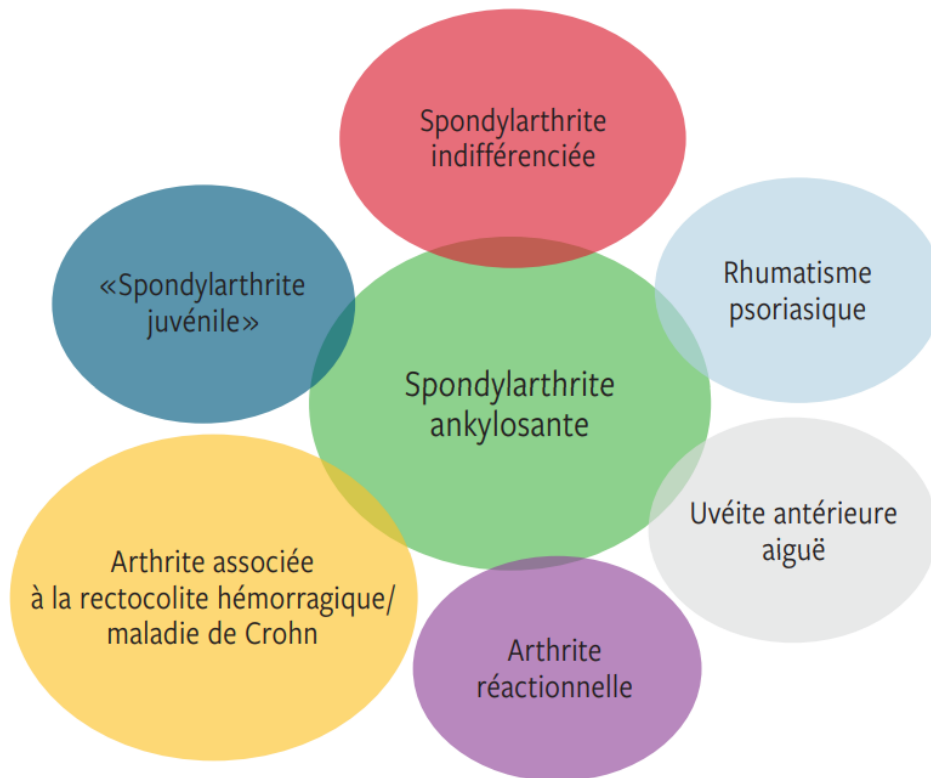 Spondylarthrite
indifférenciée
«Spondylarthrite
juvénile»
Rhumatisme
psoriasique
Spondylarthrite
ankylosante
Uvéite antérieure
aiguë
Arthrite associée
à la rectocolite hémorragique/
maladie de Crohn
Arthrite
réactionnelle